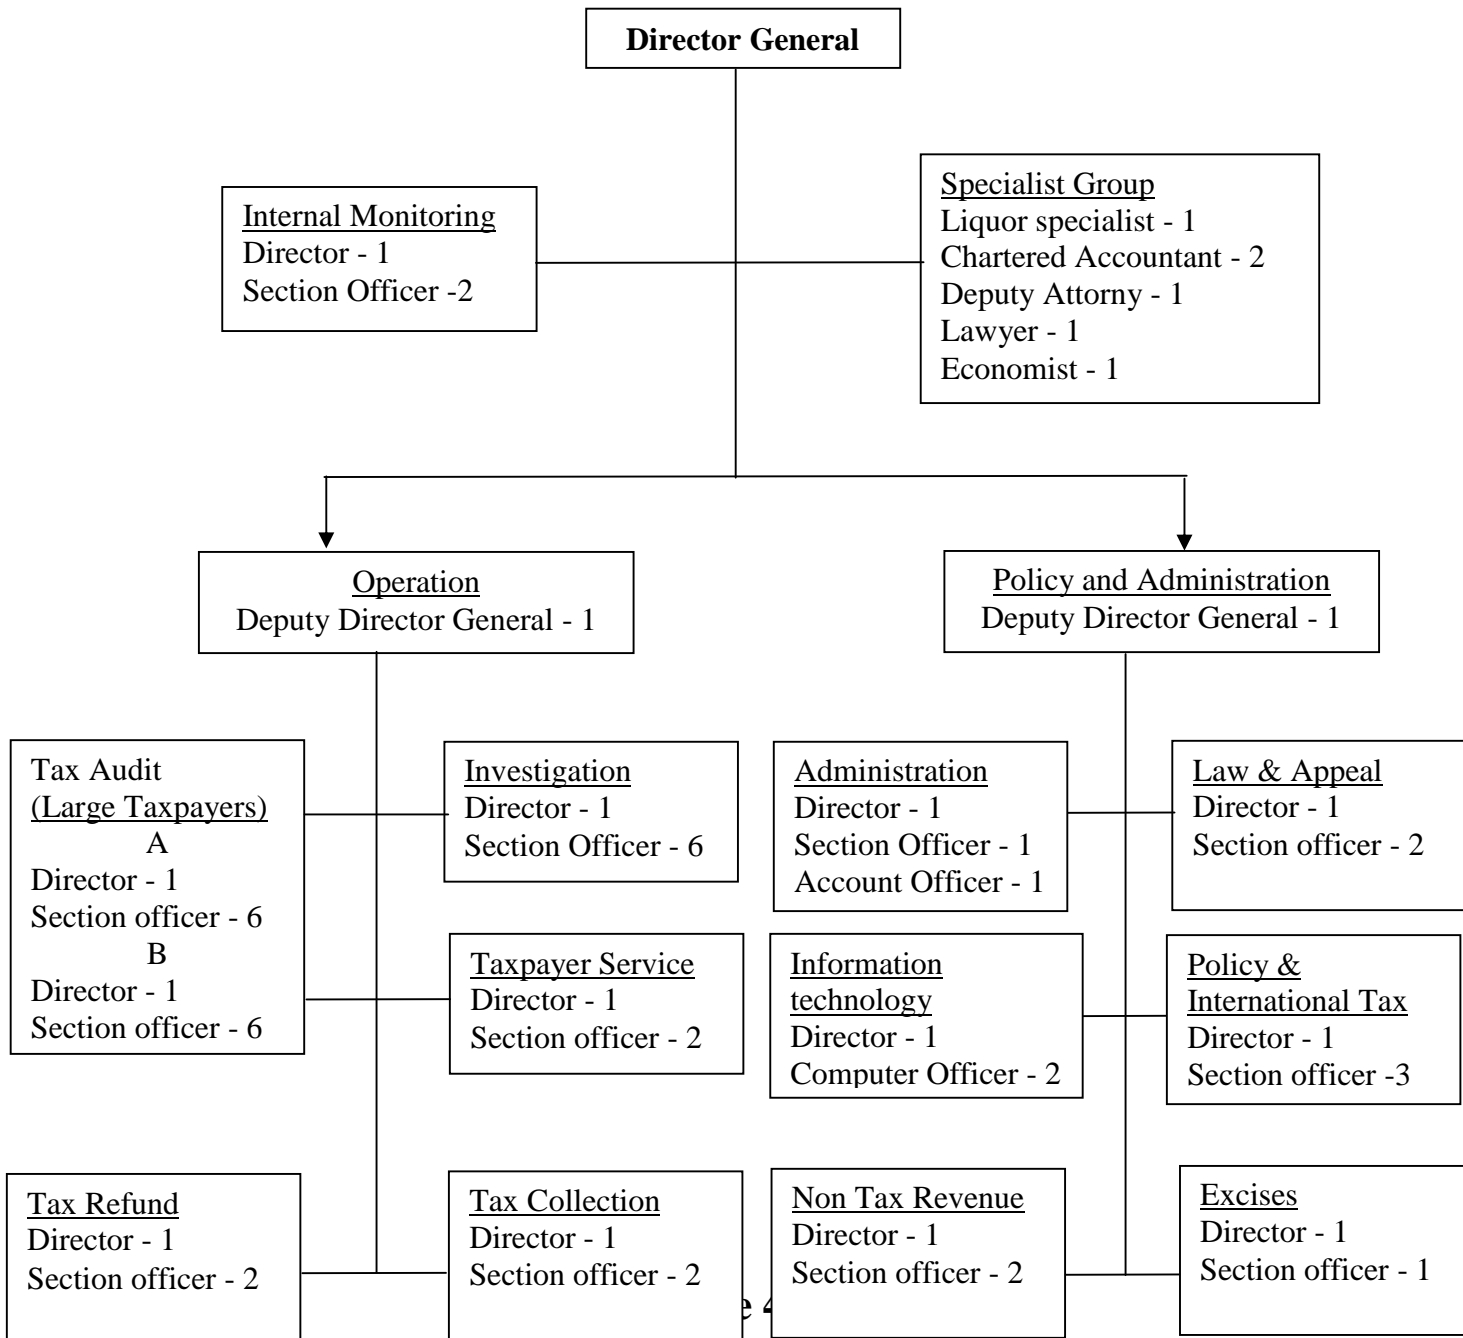 Director General
Internal Monitoring
Director - 1
Section Officer -2
Specialist Group
Liquor specialist - 1
Chartered Accountant - 2
Deputy Attorny - 1
Lawyer - 1
Economist - 1
Operation
Deputy Director General - 1
Policy and Administration
Deputy Director General - 1
Tax Audit
(Large Taxpayers)
A
Director - 1
Section officer - 6
B
Director - 1
Section officer - 6
Investigation
Director - 1
Section Officer - 6
Administration
Director - 1
Section Officer - 1
Account Officer - 1
Law & Appeal
Director - 1
Section officer - 2
Taxpayer Service
Director - 1
Section officer - 2
Information
technology
Director - 1
Computer Officer - 2
Policy &
International Tax
Director - 1
Section officer -3
Tax Refund
Director - 1
Section officer - 2
Tax Collection
Director - 1
Section officer - 2
Non Tax Revenue
Director - 1
Section officer - 2
Excises
Director - 1
Section officer - 1